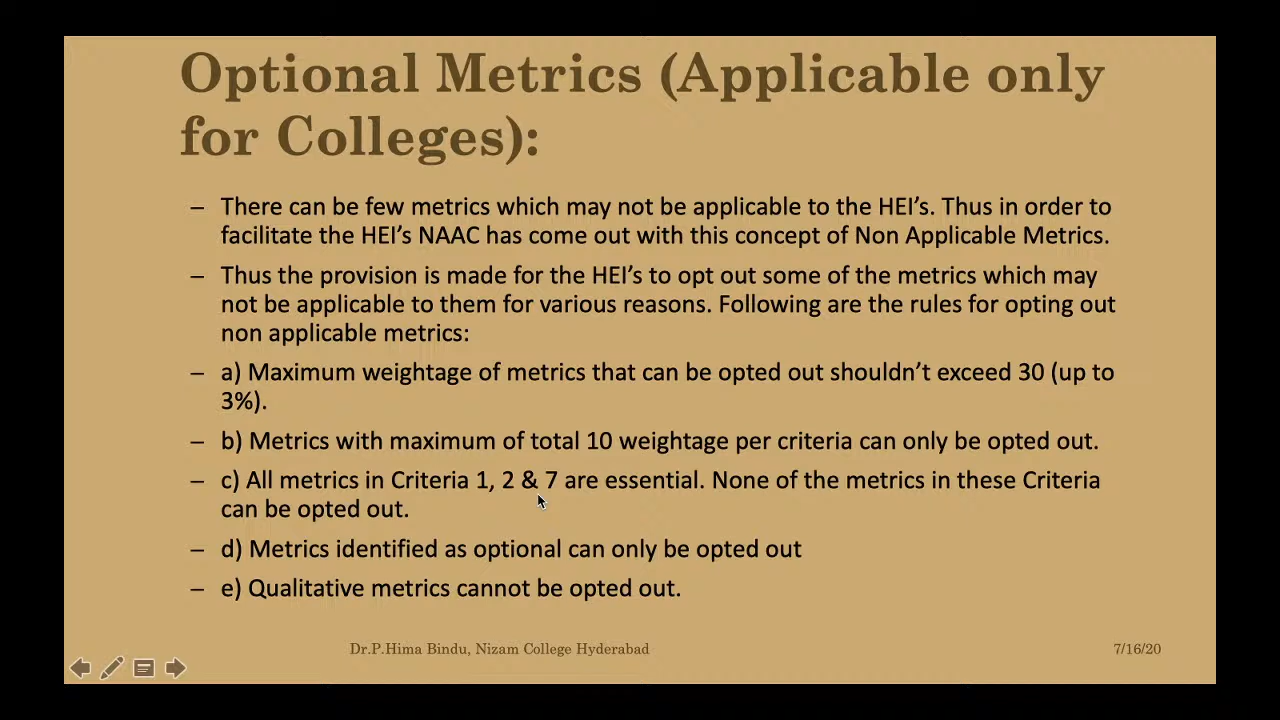 Optional Metrics (Applicable only
for Colleges):
– There can be few metrics which may not be applicable to the HEI’s. Thus in order to
facilitate the HEI’s NAAC has come out with this concept of Non Applicable Metrics.
– Thus the provision is made for the HEI’s to opt out some of the metrics which may
not be applicable to them for various reasons. Following are the rules for opting out
non applicable metrics:
– a) Maximum weightage of metrics that can be opted out shouldn’t exceed 30 (up to
3%).
– b) Metrics with maximum of total 10 weightage per criteria can only be opted out.
– c) All metrics in Criteria 1, 2 & 7 are essential. None of the metrics in these Criteria
can be opted out.
– d) Metrics identified as optional can only be opted out
– e) Qualitative metrics cannot be opted out.
Dr.P.Hima Bindu, Nizam College Hyderabad
7/16/20